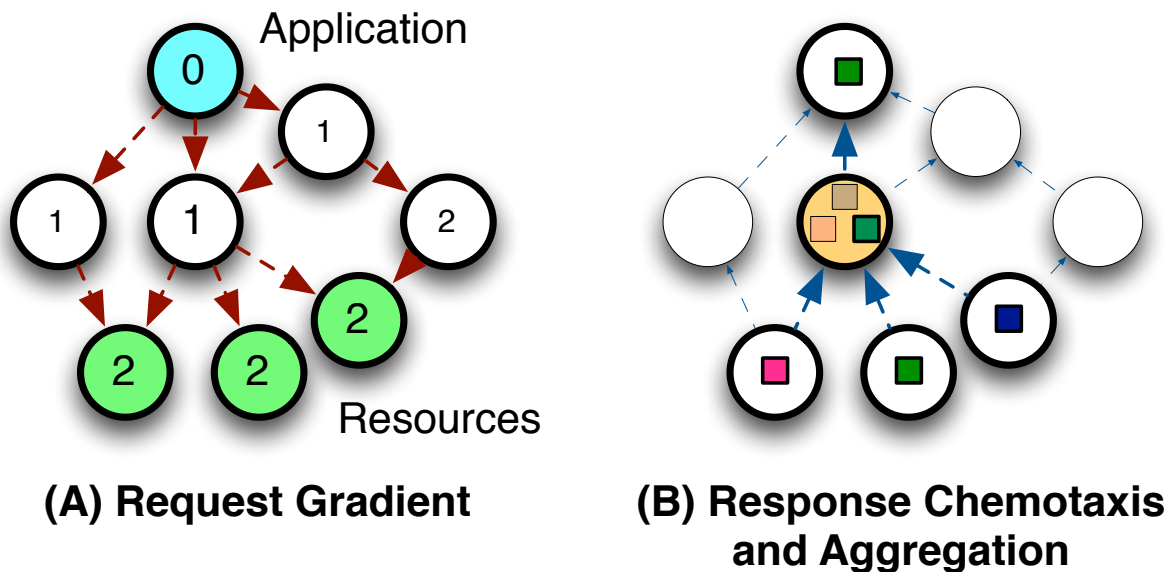 Application
0
1
1
1
2
2
2
2
Resources
(A) Request Gradient
(B) Response Chemotaxis
and Aggregation